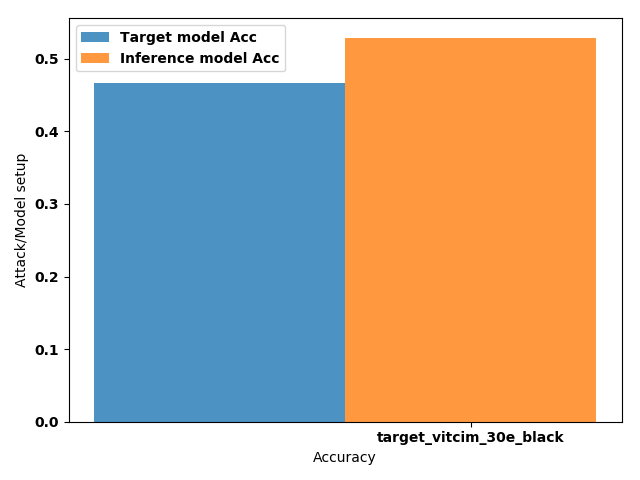 Target model Acc
Inference model Acc
0.5
0.4
0.3
0.2
0.1
0.0
Attack/Model setup
target_vitcim_30e_black
Accuracy